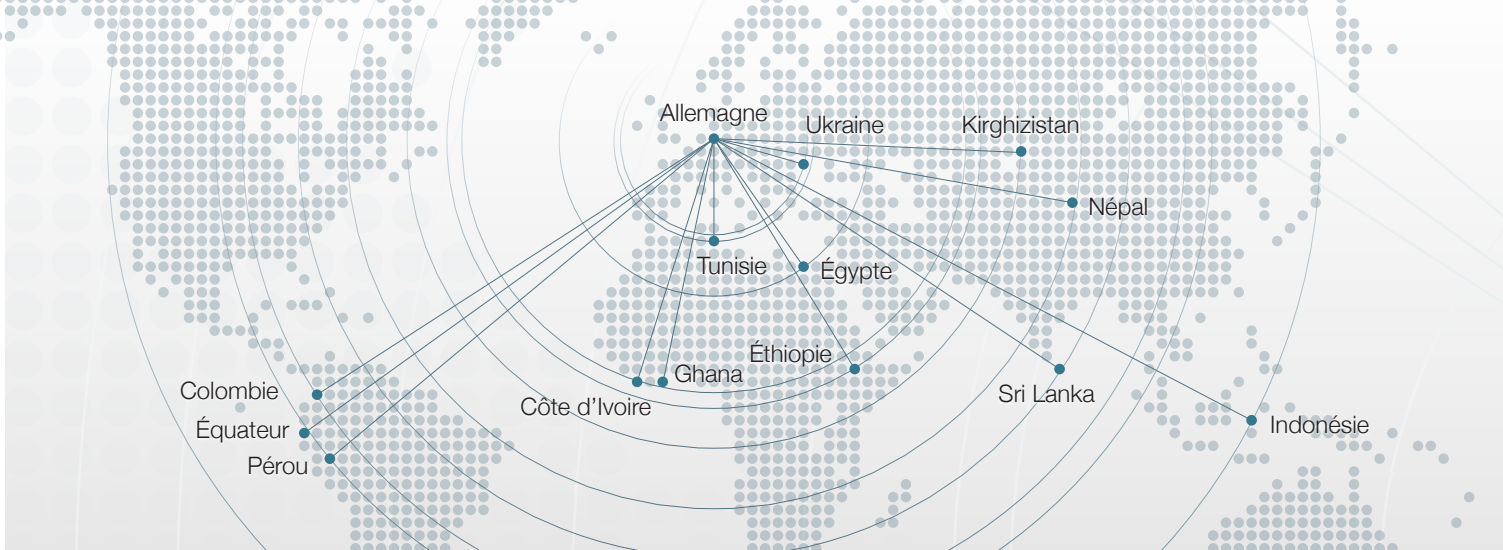 Allemagne
Ukraine
Kirghizistan
Népal
Tunisie
Égypte
Éthiopie
Ghana
Sri Lanka
Colombie
Côte d’Ivoire
Équateur
Indonésie
Pérou